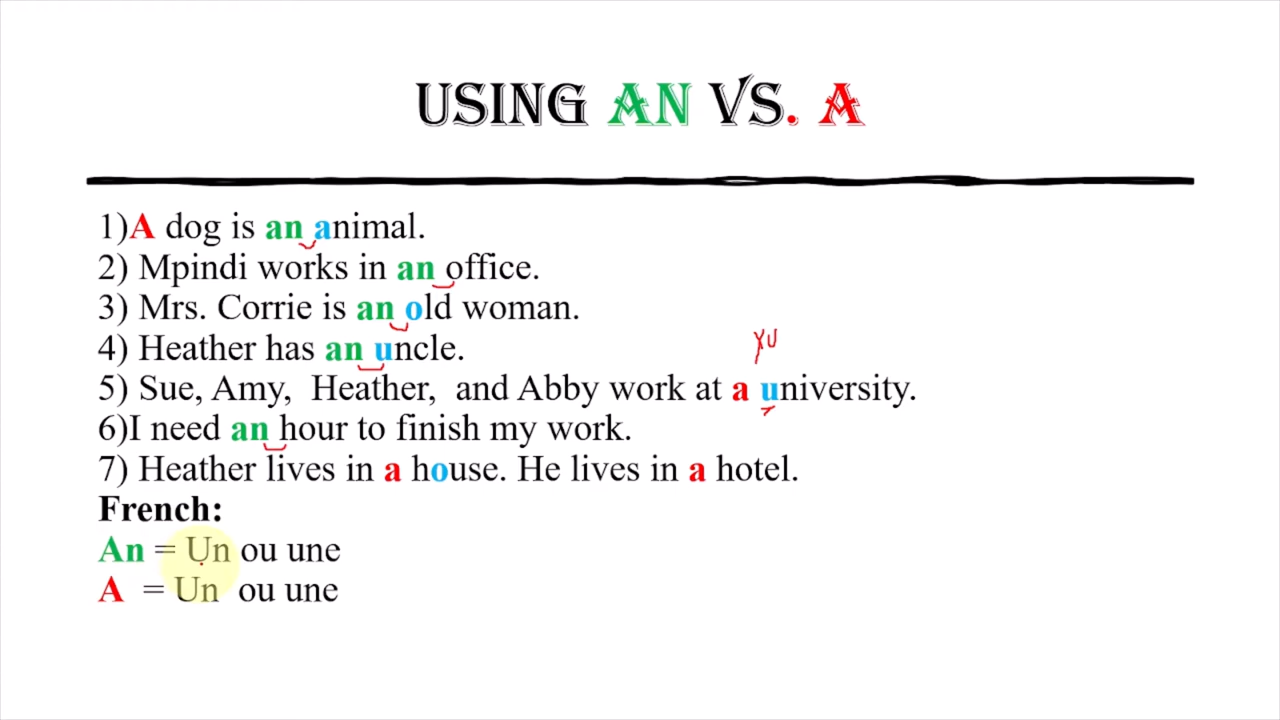 USING AN VS. A
1)A dog is an animal.
2) Mpindi works in an office.
3) Mrs. Corrie is an old woman.
4) Heather has an uncle.
yu
5) Sue, Amy,  Heather,  and Abby work at a university.
6)I need an hour to finish my work.
7) Heather lives in a house. He lives in a hotel.
French:
An = Un ou une
A  = Un  ou une